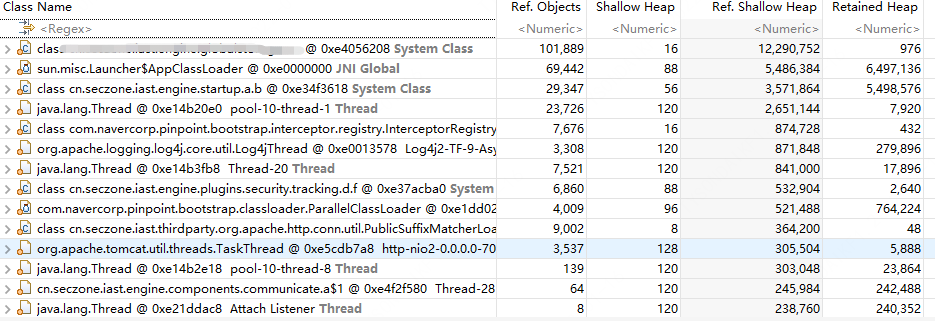 Class Name Ref. Objects Shallow Heap Ref. Shallow Heap Retained Heap
<Regex> <Numeric> <Numeric> <Numeric> <Numeric>
class @ 0xe4056208 System Class 101,889 16 12,290,752 976
sun.misc.Launcher$AppClassLoader @ 0xe0000000 JNI Global 69,442 88 5,486,384 6,497,136
class cn.seczone.iast.engine.startup.a.b @ 0xe34f3618 System Class 29,347 56 3,571,864 5,498,576
java.lang.Thread @ 0xe14b20e0 pool-10-thread-1 Thread 23,726 120 2,651,144 7,920
class com.navercorp.pinpoint.bootstrap.interceptor.registry.InterceptorRegistry 7,676 16 874,728 432
org.apache.logging.log4j.core.util.Log4jThread @ 0xe0013578 Log4j2-TF-9-Asy 3,308 120 871,848 279,896
java.lang.Thread @ 0xe14b3fb8 Thread-20 Thread 7,521 120 841,000 17,896
class cn.seczone.iast.engine.plugins.security.tracking.d.f @ 0xe37acba0 System 6,860 88 532,904 2,640
com.navercorp.pinpoint.bootstrap.classloader.ParallelClassLoader @ 0xe1dd02 4,009 96 521,488 764,224
class cn.seczone.iast.thirdparty.org.apache.http.conn.util.PublicSuffixMatcherLoa 9,002 8 364,200 48
org.apache.tomcat.util.threads.TaskThread @ 0xe5cdb7a8 http-nio2-0.0.0.0-70 3,537 128 305,504 5,888
java.lang.Thread @ 0xe14b2e18 pool-10-thread-8 Thread 139 120 303,048 23,864
cn.seczone.iast.engine.components.communicate.a$1 @ 0xe4f2f580 Thread-28 64 120 245,984 242,488
java.lang.Thread @ 0xe21ddac8 Attach Listener Thread 8 120 238,760 240,352